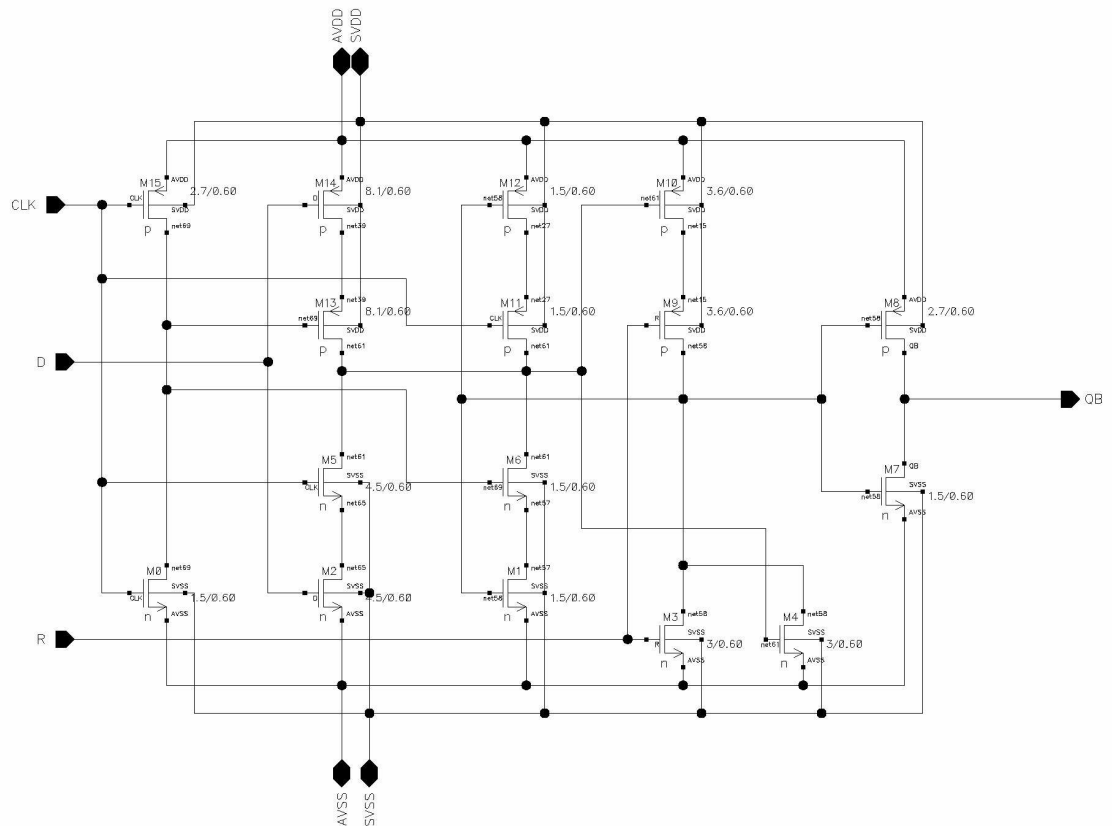 AVDD
SVDD
M15
AVDD
2.7/0.60
CLK
SVDD
net69
p
M14
AVDD
8.1/0.60
D
SVDD
net39
p
M12
AVDD
1.5/0.60
net58
SVDD
net27
p
M10
AVDD
3.6/0.60
net61
SVDD
net15
p
CLK
M13
net39
8.1/0.60
net69
SVDD
net61
p
M11
net27
1.5/0.60
CLK
SVDD
net61
p
M9
net15
3.6/0.60
R
SVDD
net58
p
M8
AVDD
2.7/0.60
net58
SVDD
QB
p
D
QB
M5
net61
SVSS
4.5/0.60
CLK
net65
n
M6
net61
SVSS
1.5/0.60
net69
net57
n
M7
QB
SVSS
1.5/0.60
net58
AVSS
n
M0
net69
SVSS
1.5/0.60
CLK
AVSS
n
M2
net65
SVSS
4.5/0.60
D
AVSS
n
M1
net57
SVSS
1.5/0.60
net58
AVSS
n
R
M3
net58
SVSS
3/0.60
R
AVSS
n
M4
net58
SVSS
3/0.60
net61
AVSS
n
AVSS
SVSS